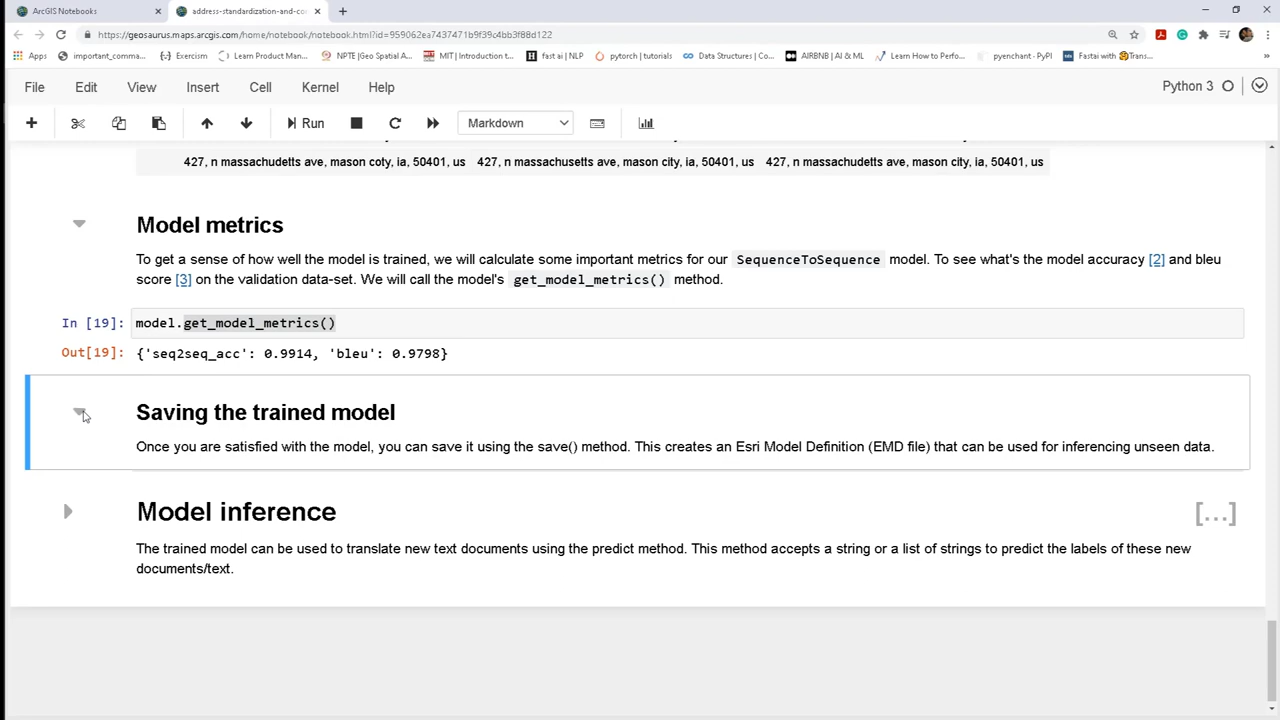 ArcGIS Notebooks
address-standardization-and-co
https://geosaurus.maps.arcgis.com/home/notebook/notebook.html?id=959062ea7437471b9f39c4bb3f88d122
Apps important_comma... Exercism Learn Product Man... NPTE |Geo Spatial A... MIT | Introduction t... fast ai | NLP pytorch | tutorials Data Structures | Co... AIRBNB | AI & ML Learn How to Perfo... pyenchant · PyPI Fastai with Trans... »
File Edit View Insert Cell Kernel Help Python 3
Run Markdown
427, n massachudetts ave, mason coty, ia, 50401, us 427, n massachusetts ave, mason city, ia, 50401, us 427, n massachudetts ave, mason city, ia, 50401, us
Model metrics
To get a sense of how well the model is trained, we will calculate some important metrics for our SequenceToSequence model. To see what's the model accuracy [2] and bleu
score [3] on the validation data-set. We will call the model's get_model_metrics() method.
In [19]: model.get_model_metrics()
Out[19]: {'seq2seq_acc': 0.9914, 'bleu': 0.9798}
Saving the trained model
Once you are satisfied with the model, you can save it using the save() method. This creates an Esri Model Definition (EMD file) that can be used for inferencing unseen data.
Model inference [...]
The trained model can be used to translate new text documents using the predict method. This method accepts a string or a list of strings to predict the labels of these new
documents/text.